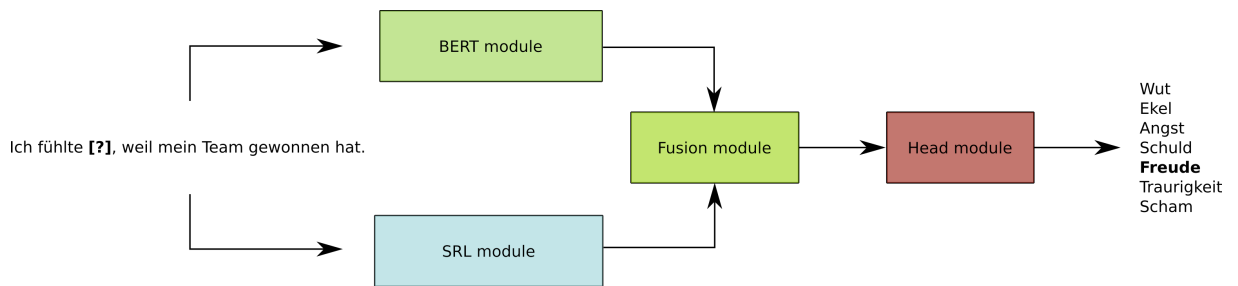 BERT module
Ich fühlte [?], weil mein Team gewonnen hat.
SRL module
Fusion module
Head module
Wut
Ekel
Angst
Schuld
Freude
Traurigkeit
Scham